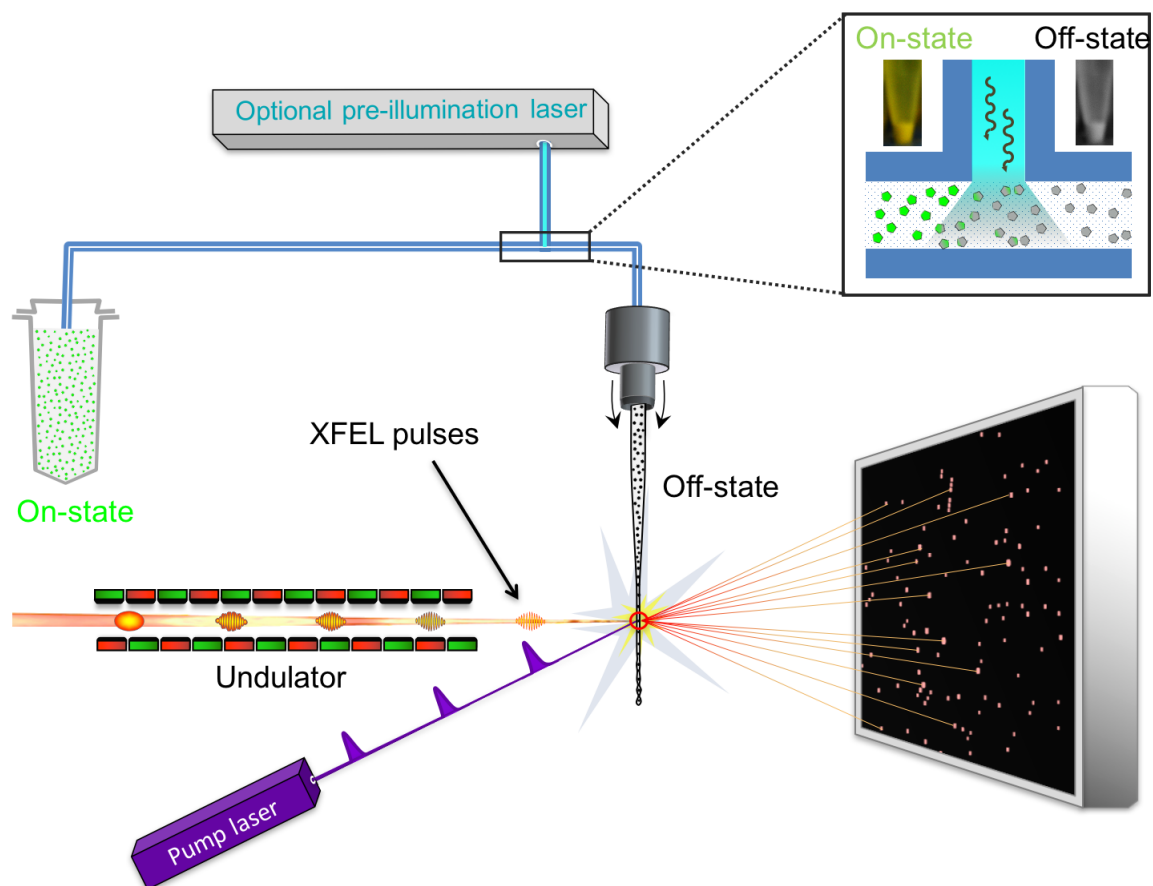 On-state
Off-state
Optional pre-illumination laser
XFEL pulses
Off-state
On-state
Undulator
Pump laser